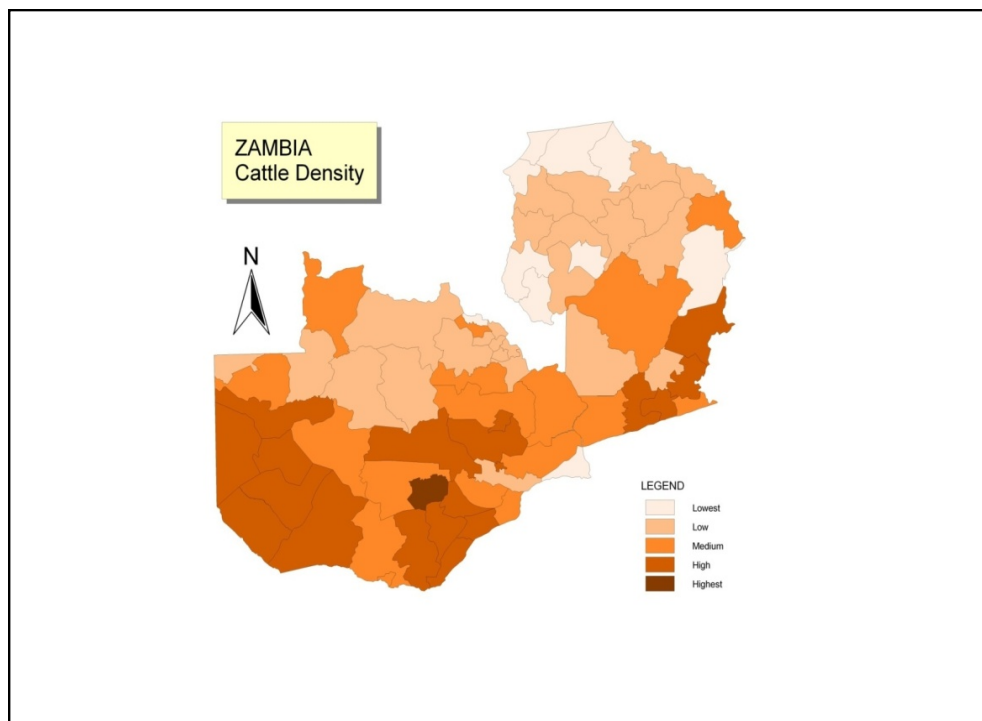 ZAMBIA
Cattle Density
N
LEGEND
Lowest
Low
Medium
High
Highest